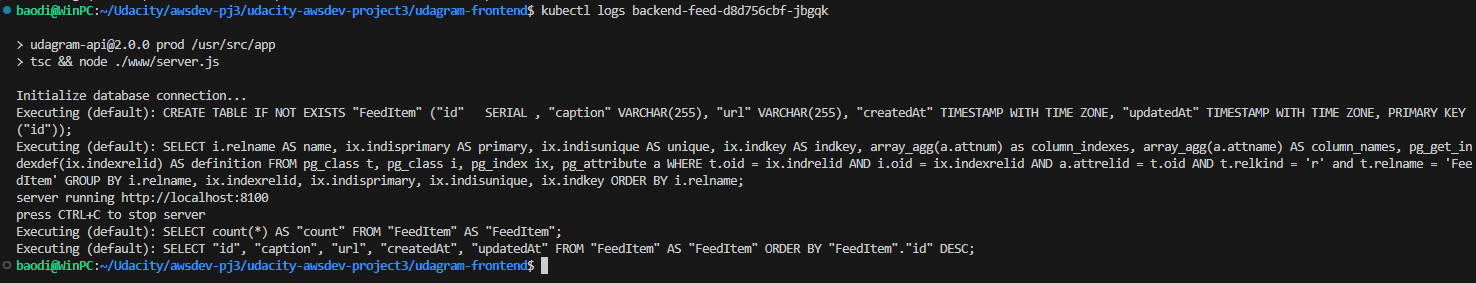 baodi@WinPC:~/Udacity/awsdev-pj3/udacity-awsdev-project3/udagram-frontend$ kubectl logs backend-feed-d8d756cbf-jbgqk
> udagram-api@2.0.0 prod /usr/src/app
> tsc && node ./www/server.js
Initialize database connection...
Executing (default): CREATE TABLE IF NOT EXISTS "FeedItem" ("id"   SERIAL , "caption" VARCHAR(255), "url" VARCHAR(255), "createdAt" TIMESTAMP WITH TIME ZONE, "updatedAt" TIMESTAMP WITH TIME ZONE, PRIMARY KEY
("id"));
Executing (default): SELECT i.relname AS name, ix.indisprimary AS primary, ix.indisunique AS unique, ix.indkey AS indkey, array_agg(a.attnum) as column_indexes, array_agg(a.attname) AS column_names, pg_get_in
dexdef(ix.indexrelid) AS definition FROM pg_class t, pg_class i, pg_index ix, pg_attribute a WHERE t.oid = ix.indrelid AND i.oid = ix.indexrelid AND a.attrelid = t.oid AND t.relkind = 'r' and t.relname = 'Fee
dItem' GROUP BY i.relname, ix.indexrelid, ix.indisprimary, ix.indisunique, ix.indkey ORDER BY i.relname;
server running http://localhost:8100
press CTRL+C to stop server
Executing (default): SELECT count(*) AS "count" FROM "FeedItem" AS "FeedItem";
Executing (default): SELECT "id", "caption", "url", "createdAt", "updatedAt" FROM "FeedItem" AS "FeedItem" ORDER BY "FeedItem"."id" DESC;
baodi@WinPC:~/Udacity/awsdev-pj3/udacity-awsdev-project3/udagram-frontend$